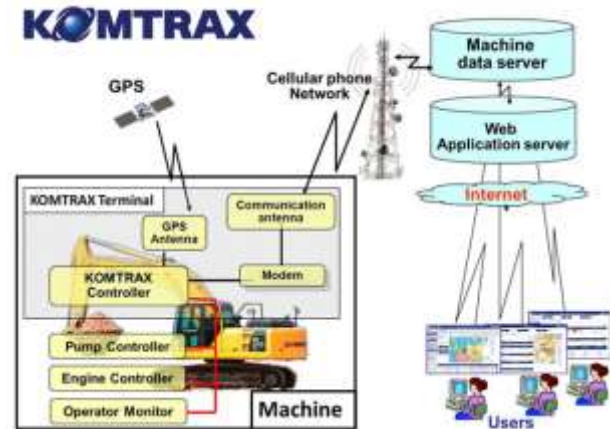 KOMTRAX
GPS
Cellular phone
Network
Machine
data server
Web
Application server
Internet
KOMTRAX Terminal
GPS
Antenna
Communication
antenna
KOMTRAX
Controller
Modem
Pump Controller
Engine Controller
Operator Monitor
Machine
Users